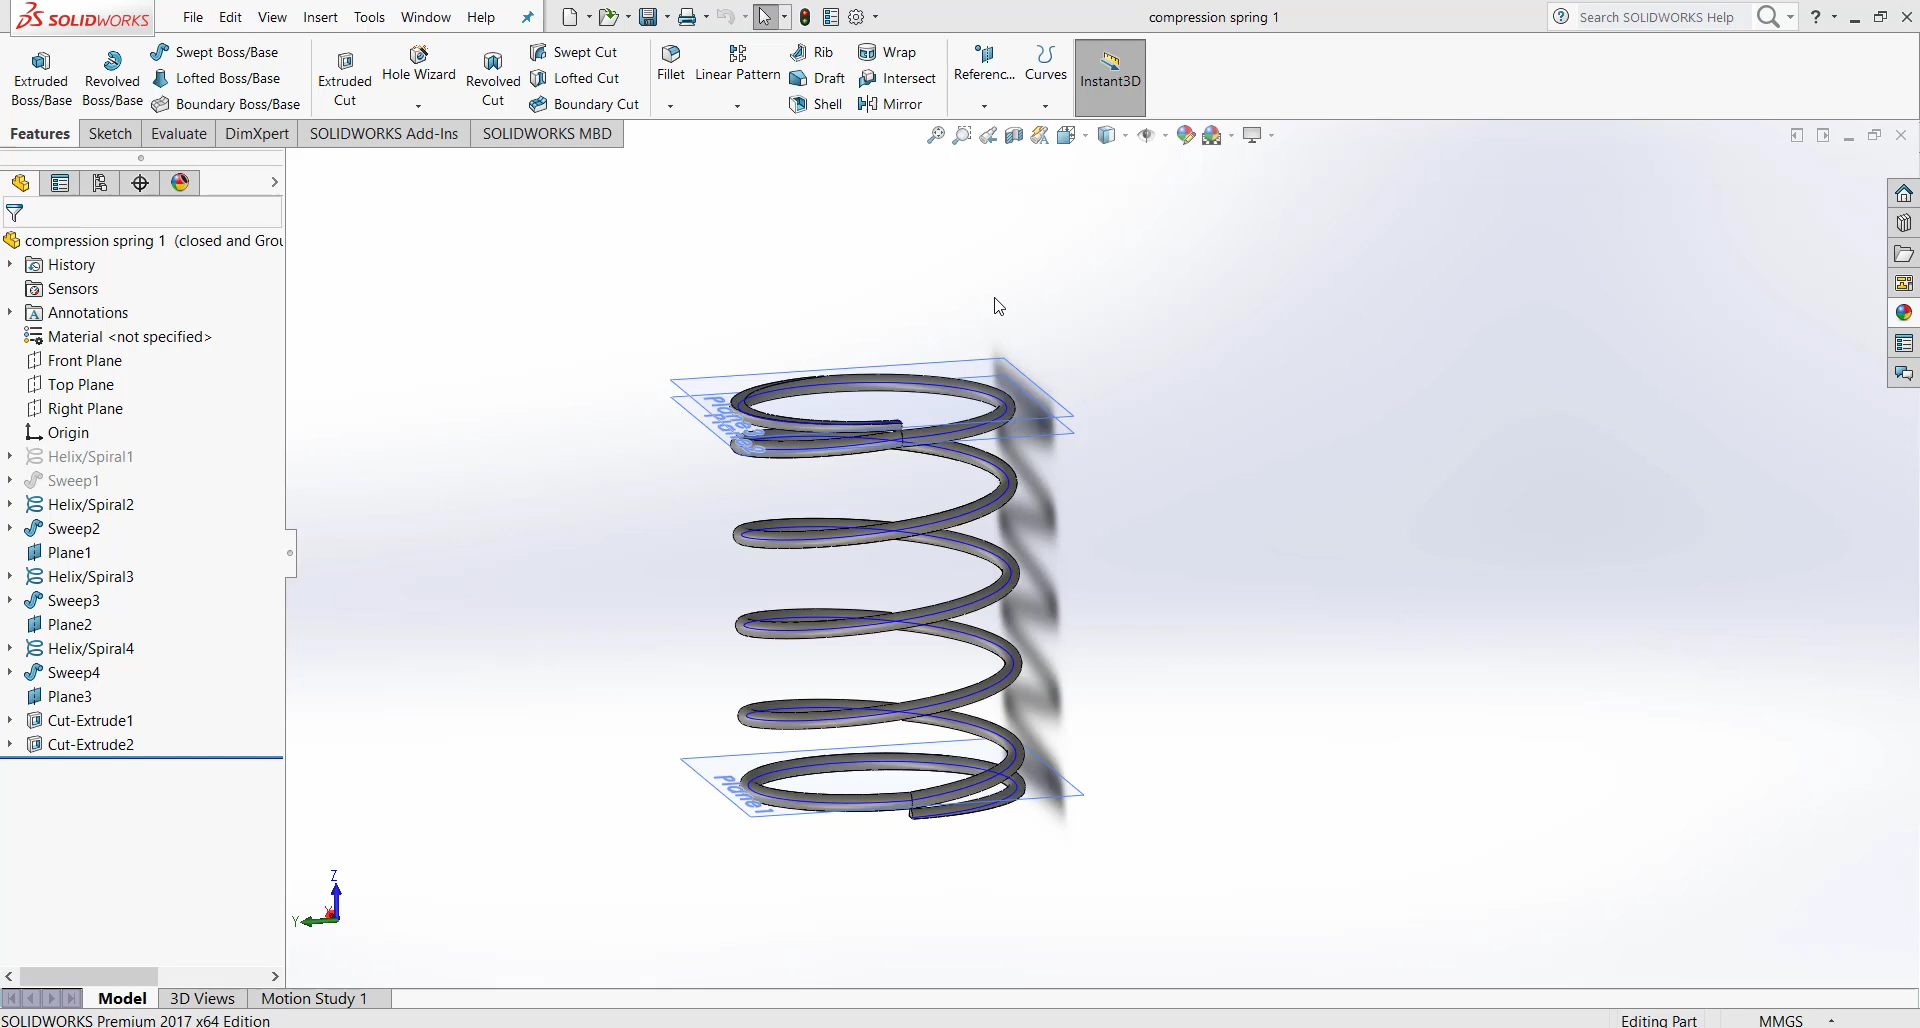 SOLIDWORKS
File Edit View Insert Tools Window Help
compression spring 1
Search SOLIDWORKS Help
?
Extruded Boss/Base
Revolved Boss/Base
Swept Boss/Base
Lofted Boss/Base
Boundary Boss/Base
Extruded Cut
Hole Wizard
Revolved Cut
Swept Cut
Lofted Cut
Boundary Cut
Fillet
Linear Pattern
Rib
Draft
Shell
Wrap
Intersect
Mirror
Referenc...
Curves
Instant3D
Features Sketch Evaluate DimXpert SOLIDWORKS Add-Ins SOLIDWORKS MBD
compression spring 1 (closed and Grou
History
Sensors
Annotations
Material <not specified>
Front Plane
Top Plane
Right Plane
Origin
Helix/Spiral1
Sweep1
Helix/Spiral2
Sweep2
Plane1
Helix/Spiral3
Sweep3
Plane2
Helix/Spiral4
Sweep4
Plane3
Cut-Extrude1
Cut-Extrude2
Plane2
Plane1
Z
Y
Model 3D Views Motion Study 1
SOLIDWORKS Premium 2017 x64 Edition
Editing Part MMGS